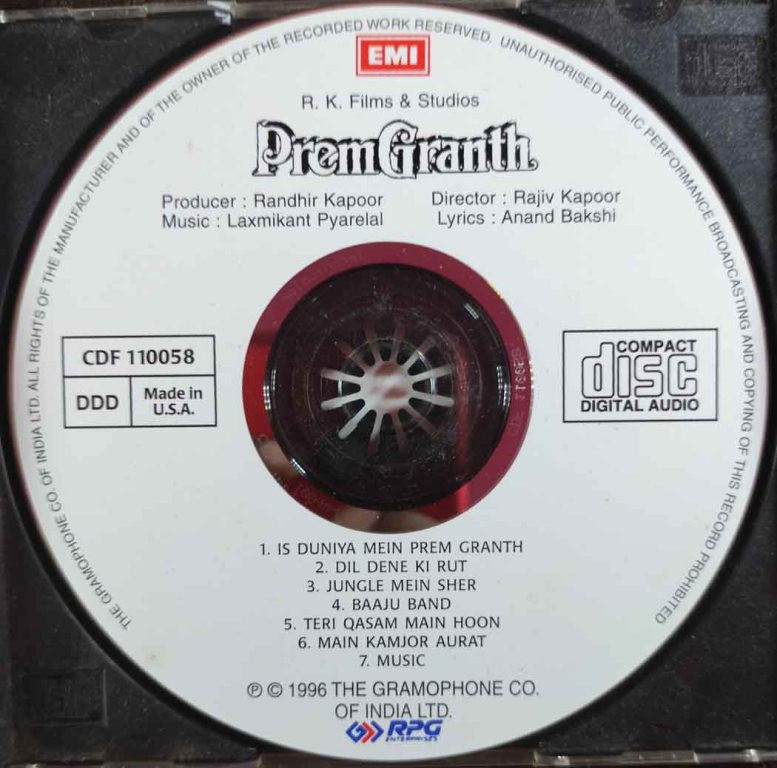 THE GRAMOPHONE CO. OF INDIA LTD. ALL RIGHTS OF THE MANUFACTURER AND OF THE OWNER OF THE RECORDED WORK RESERVED. UNAUTHORISED PUBLIC PERFORMANCE BROADCASTING AND COPYING OF THIS RECORD PROHIBITED
EMI
R. K. Films & Studios
Prem Granth
Producer : Randhir Kapoor Director : Rajiv Kapoor
Music : Laxmikant Pyarelal Lyrics : Anand Bakshi
CDF 110058
DDD Made in
U.S.A.
COMPACT
disc
DIGITAL AUDIO
1. IS DUNIYA MEIN PREM GRANTH
2. DIL DENE KI RUT
3. JUNGLE MEIN SHER
4. BAAJU BAND
5. TERI QASAM MAIN HOON
6. MAIN KAMJOR AURAT
7. MUSIC
℗ © 1996 THE GRAMOPHONE CO.
OF INDIA LTD.
RPG
ENTERPRISES